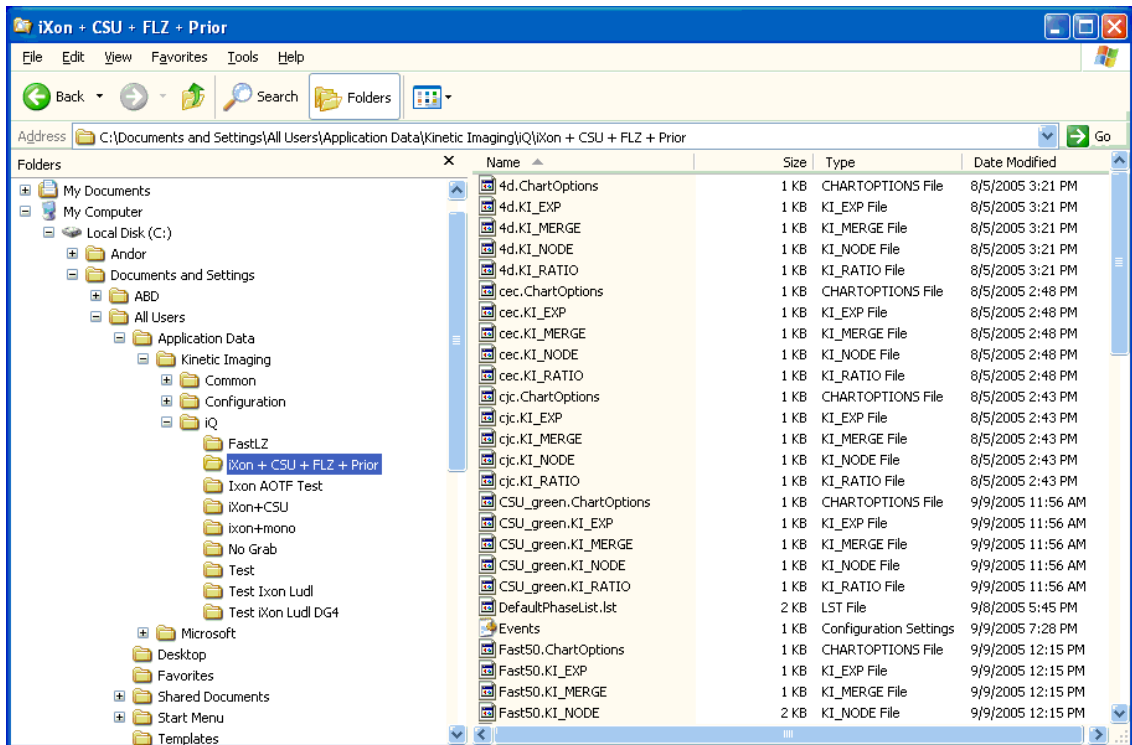 iXon + CSU + FLZ + Prior
File Edit View Favorites Tools Help
Back Search Folders
Address C:\Documents and Settings\All Users\Application Data\Kinetic Imaging\iQ\iXon + CSU + FLZ + Prior Go
Folders x
My Documents
My Computer
Local Disk (C:)
Andor
Documents and Settings
ABD
All Users
Application Data
Kinetic Imaging
Common
Configuration
iQ
FastLZ
iXon + CSU + FLZ + Prior
Ixon AOTF Test
iXon+CSU
ixon+mono
No Grab
Test
Test Ixon Ludl
Test iXon Ludl DG4
Microsoft
Desktop
Favorites
Shared Documents
Start Menu
Templates
Name Size Type Date Modified
4d.ChartOptions 1 KB CHARTOPTIONS File 8/5/2005 3:21 PM
4d.KI_EXP 1 KB KI_EXP File 8/5/2005 3:21 PM
4d.KI_MERGE 1 KB KI_MERGE File 8/5/2005 3:21 PM
4d.KI_NODE 1 KB KI_NODE File 8/5/2005 3:21 PM
4d.KI_RATIO 1 KB KI_RATIO File 8/5/2005 3:21 PM
cec.ChartOptions 1 KB CHARTOPTIONS File 8/5/2005 2:48 PM
cec.KI_EXP 1 KB KI_EXP File 8/5/2005 2:48 PM
cec.KI_MERGE 1 KB KI_MERGE File 8/5/2005 2:48 PM
cec.KI_NODE 1 KB KI_NODE File 8/5/2005 2:48 PM
cec.KI_RATIO 1 KB KI_RATIO File 8/5/2005 2:48 PM
cjc.ChartOptions 1 KB CHARTOPTIONS File 8/5/2005 2:43 PM
cjc.KI_EXP 1 KB KI_EXP File 8/5/2005 2:43 PM
cjc.KI_MERGE 1 KB KI_MERGE File 8/5/2005 2:43 PM
cjc.KI_NODE 1 KB KI_NODE File 8/5/2005 2:43 PM
cjc.KI_RATIO 1 KB KI_RATIO File 8/5/2005 2:43 PM
CSU_green.ChartOptions 1 KB CHARTOPTIONS File 9/9/2005 11:56 AM
CSU_green.KI_EXP 1 KB KI_EXP File 9/9/2005 11:56 AM
CSU_green.KI_MERGE 1 KB KI_MERGE File 9/9/2005 11:56 AM
CSU_green.KI_NODE 1 KB KI_NODE File 9/9/2005 11:56 AM
CSU_green.KI_RATIO 1 KB KI_RATIO File 9/9/2005 11:56 AM
DefaultPhaseList.lst 2 KB LST File 9/8/2005 5:45 PM
Events 1 KB Configuration Settings 9/9/2005 7:28 PM
Fast50.ChartOptions 1 KB CHARTOPTIONS File 9/9/2005 12:15 PM
Fast50.KI_EXP 1 KB KI_EXP File 9/9/2005 12:15 PM
Fast50.KI_MERGE 1 KB KI_MERGE File 9/9/2005 12:15 PM
Fast50.KI_NODE 2 KB KI_NODE File 9/9/2005 12:15 PM